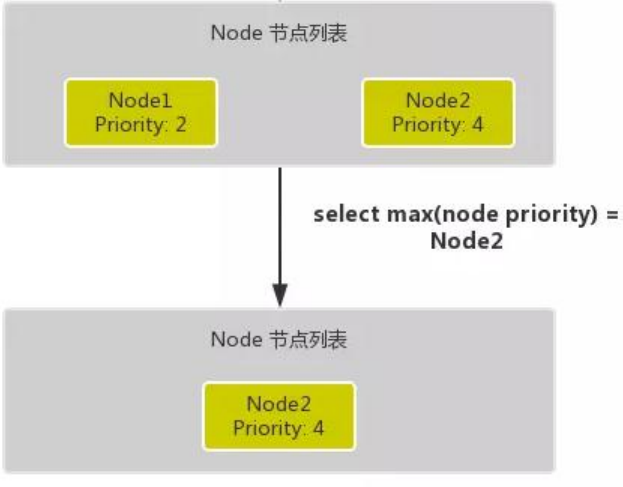 Node 节点列表
Node1
Priority: 2
Node2
Priority: 4
select max(node priority) =
Node2
Node 节点列表
Node2
Priority: 4